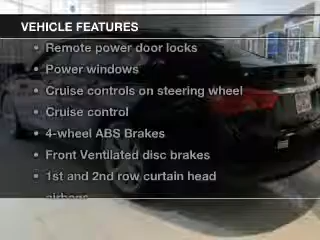 VEHICLE FEATURES
• Remote power door locks
• Power windows
• Cruise controls on steering wheel
• Cruise control
• 4-wheel ABS Brakes
• Front Ventilated disc brakes
• 1st and 2nd row curtain head
airbags